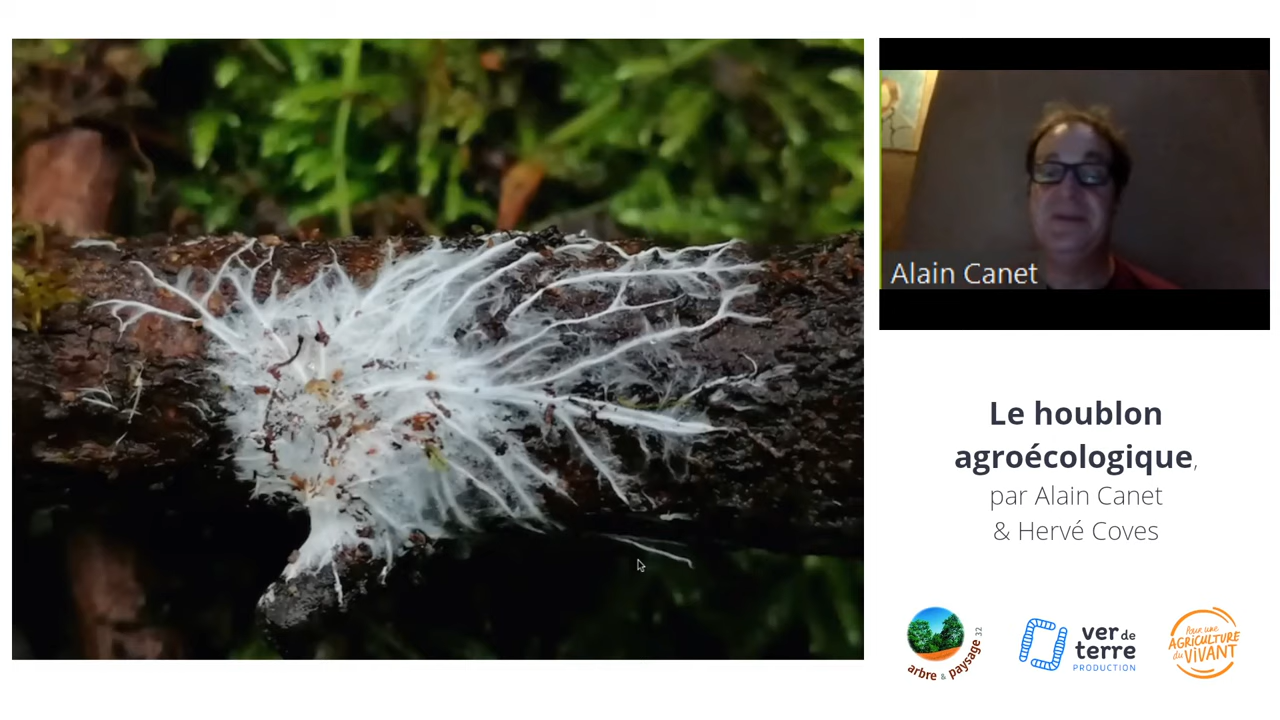 Alain Canet
Le houblon
agroécologique,
par Alain Canet
& Hervé Coves
arbre & paysage 32
ver de
terre
PRODUCTION
Pour une
AGRiCULTURE
du ViVANT